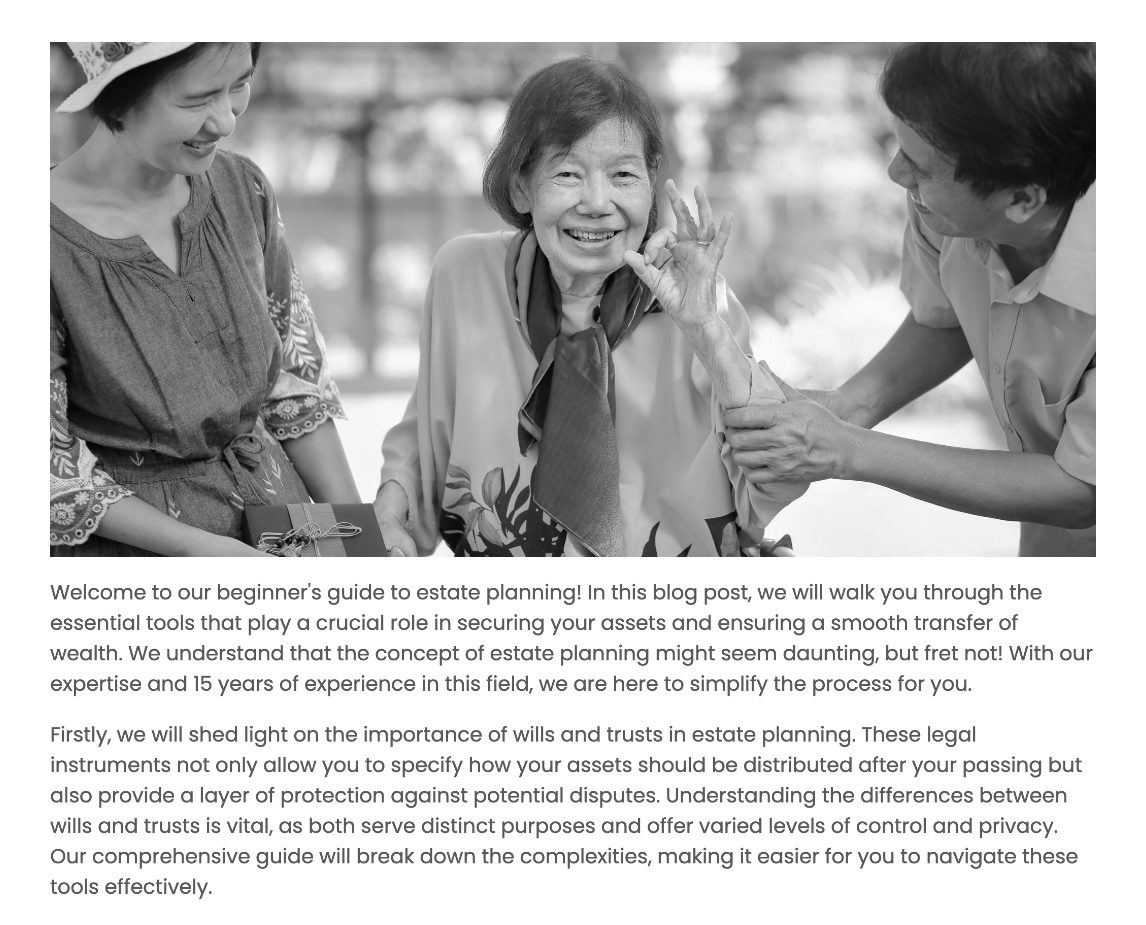 Welcome to our beginner's guide to estate planning! In this blog post, we will walk you through the
essential tools that play a crucial role in securing your assets and ensuring a smooth transfer of
wealth. We understand that the concept of estate planning might seem daunting, but fret not! With our
expertise and 15 years of experience in this field, we are here to simplify the process for you.
Firstly, we will shed light on the importance of wills and trusts in estate planning. These legal
instruments not only allow you to specify how your assets should be distributed after your passing but
also provide a layer of protection against potential disputes. Understanding the differences between
wills and trusts is vital, as both serve distinct purposes and offer varied levels of control and privacy.
Our comprehensive guide will break down the complexities, making it easier for you to navigate these
tools effectively.